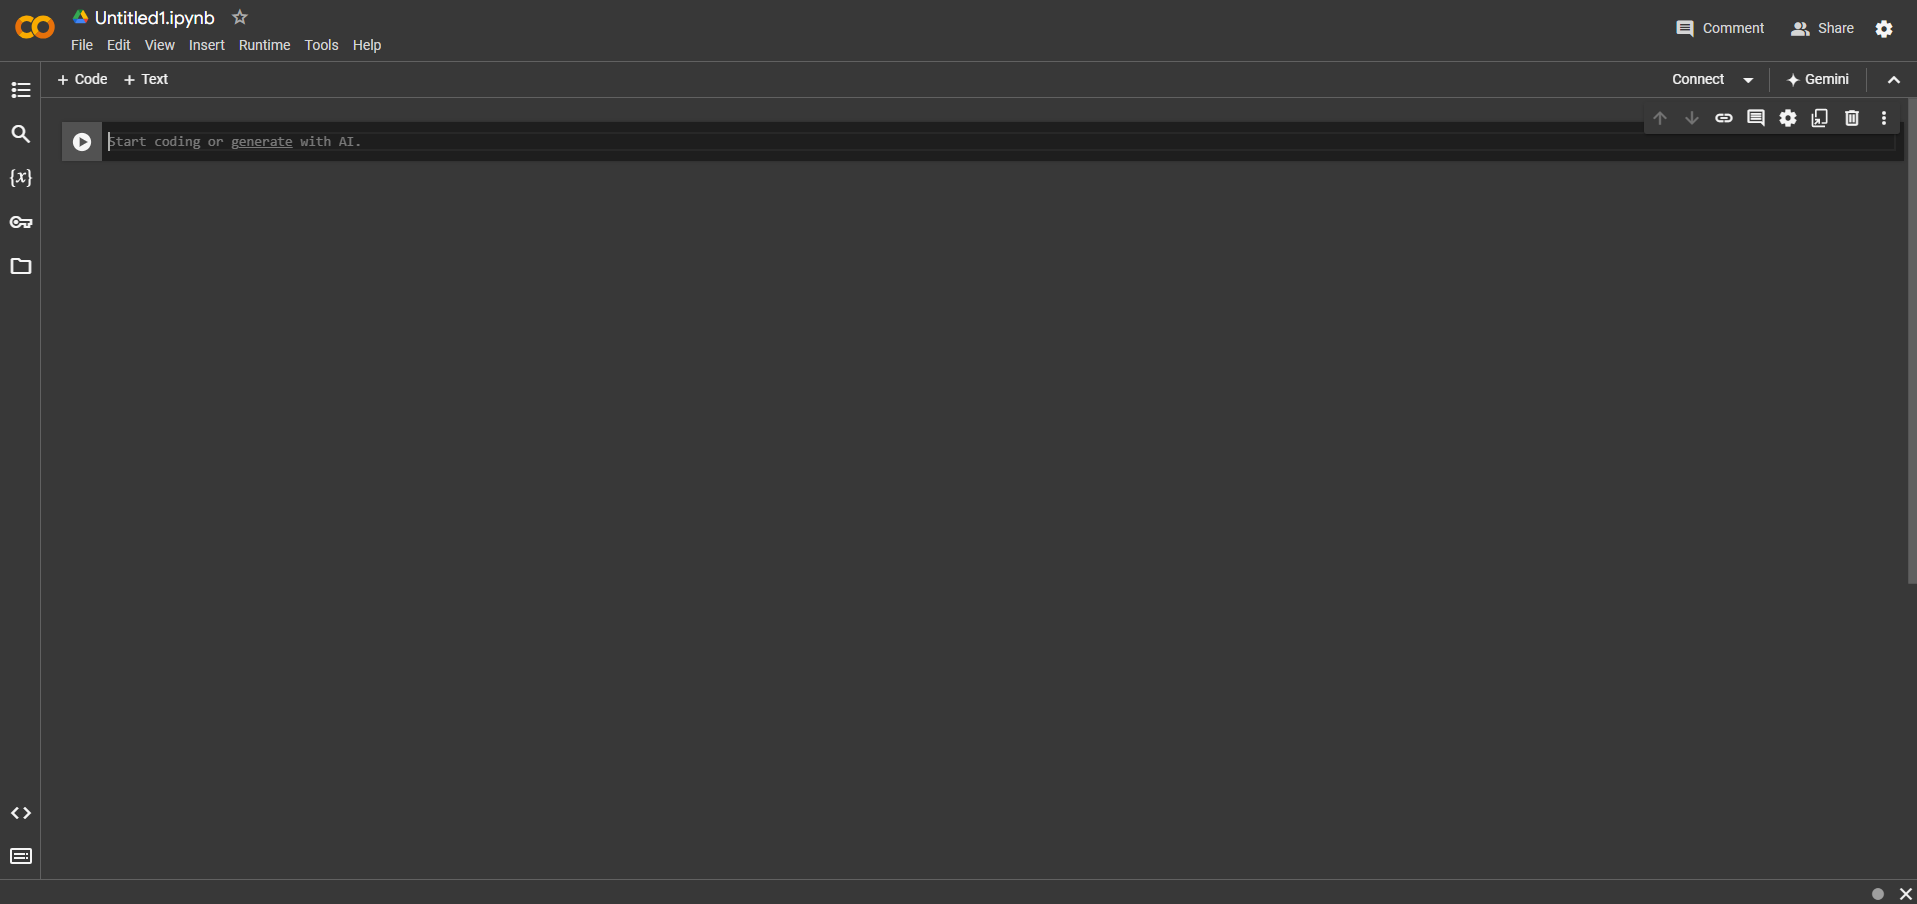 Untitled1.ipynb
File Edit View Insert Runtime Tools Help
Comment Share
+ Code + Text
Connect Gemini
Start coding or generate with AI.
{x}